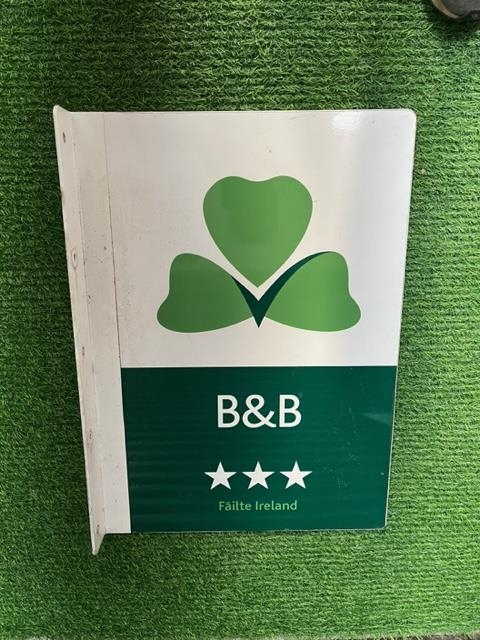 B&B
★★★
Fáilte Ireland